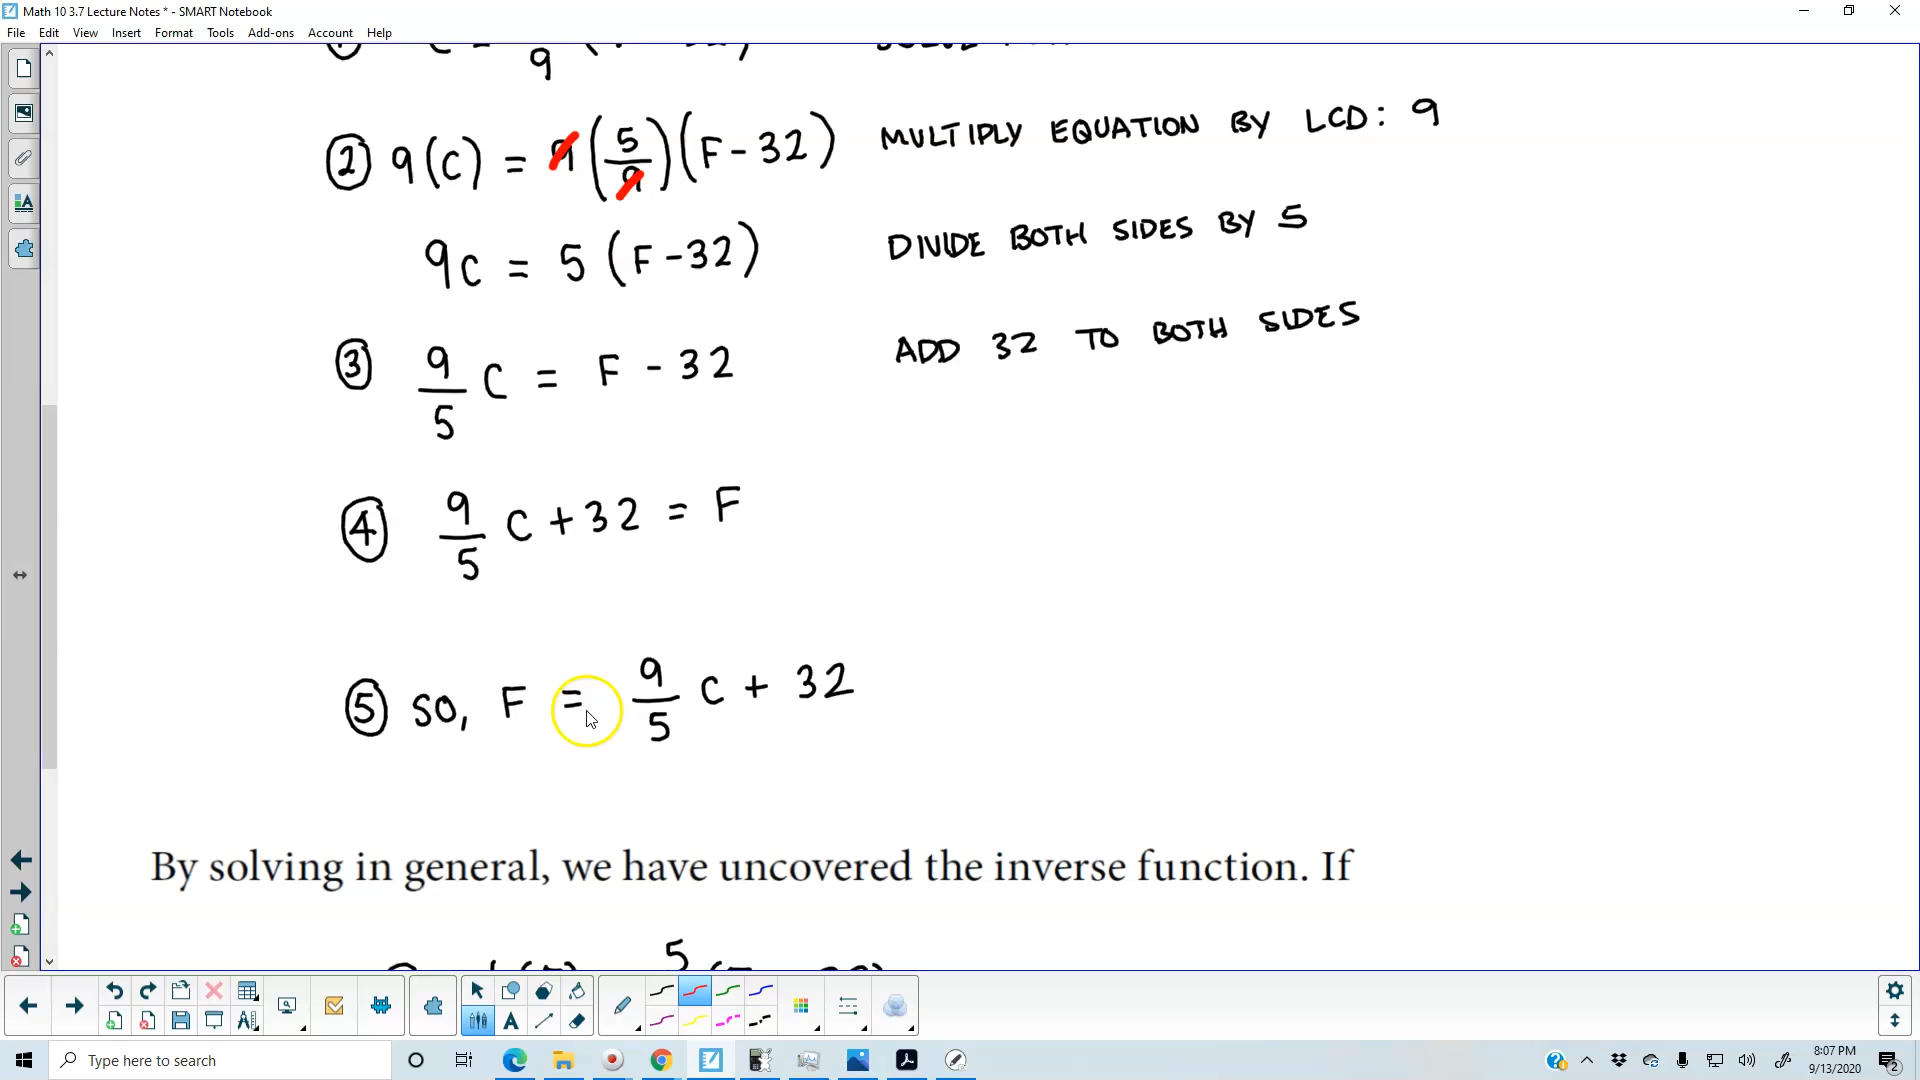 Math 10 3.7 Lecture Notes * - SMART Notebook
File Edit View Insert Format Tools Add-ons Account Help
9
② 9(C) = 9(5/9)(F - 32) MULTIPLY EQUATION BY LCD: 9
9C = 5 (F - 32) DIVIDE BOTH SIDES BY 5
③ 9/5 C = F - 32 ADD 32 TO BOTH SIDES
④ 9/5 C + 32 = F
⑤ SO, F = 9/5 C + 32
By solving in general, we have uncovered the inverse function. If
5
Type here to search
8:07 PM
9/13/2020
2